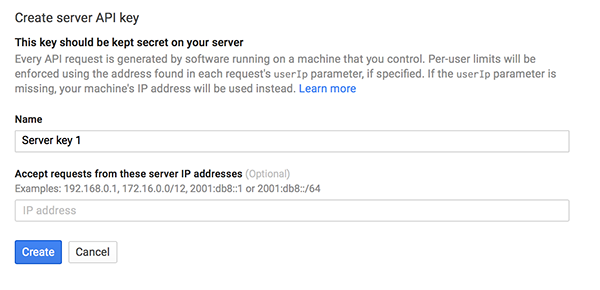 Create server API key
This key should be kept secret on your server
Every API request is generated by software running on a machine that you control. Per-user limits will be
enforced using the address found in each request's userIp parameter, if specified. If the userIp parameter is
missing, your machine's IP address will be used instead. Learn more
Name
Server key 1
Accept requests from these server IP addresses (Optional)
Examples: 192.168.0.1, 172.16.0.0/12, 2001:db8::1 or 2001:db8::/64
IP address
Create Cancel